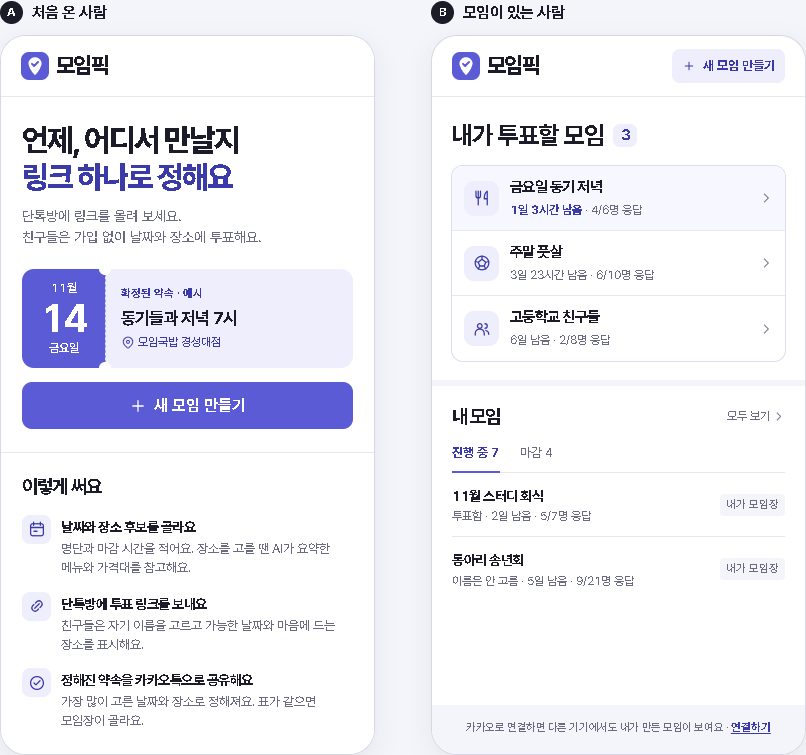 A 처음 온 사람
모임픽
언제, 어디서 만날지
링크 하나로 정해요
단톡방에 링크를 올려 보세요.
친구들은 가입 없이 날짜와 장소에 투표해요.
11월
14
금요일
확정된 약속 · 예시
동기들과 저녁 7시
모임국밥 경성대점
+ 새 모임 만들기
이렇게 써요
날짜와 장소 후보를 골라요
명단과 마감 시간을 적어요. 장소를 고를 땐 AI가 요약한
메뉴와 가격대를 참고해요.
단톡방에 투표 링크를 보내요
친구들은 자기 이름을 고르고 가능한 날짜와 마음에 드는
장소를 표시해요.
정해진 약속을 카카오톡으로 공유해요
가장 많이 고른 날짜와 장소로 정해져요. 표가 같으면
모임장이 골라요.
B 모임이 있는 사람
모임픽
+ 새 모임 만들기
내가 투표할 모임 3
금요일 동기 저녁
1일 3시간 남음 · 4/6명 응답
주말 풋살
3일 23시간 남음 · 6/10명 응답
고등학교 친구들
6일 남음 · 2/8명 응답
내 모임
모두 보기
진행 중 7
마감 4
11월 스터디 회식
투표함 · 2일 남음 · 5/7명 응답
내가 모임장
동아리 송년회
이름은 안 고름 · 5일 남음 · 9/21명 응답
내가 모임장
카카오로 연결하면 다른 기기에서도 내가 만든 모임이 보여요 · 연결하기